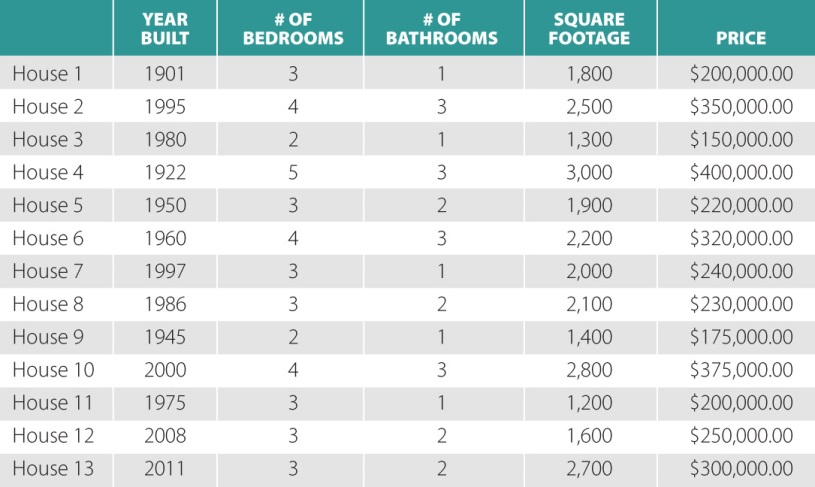 YEAR BUILT # OF BEDROOMS # OF BATHROOMS SQUARE FOOTAGE PRICE
House 1 1901 3 1 1,800 $200,000.00
House 2 1995 4 3 2,500 $350,000.00
House 3 1980 2 1 1,300 $150,000.00
House 4 1922 5 3 3,000 $400,000.00
House 5 1950 3 2 1,900 $220,000.00
House 6 1960 4 3 2,200 $320,000.00
House 7 1997 3 1 2,000 $240,000.00
House 8 1986 3 2 2,100 $230,000.00
House 9 1945 2 1 1,400 $175,000.00
House 10 2000 4 3 2,800 $375,000.00
House 11 1975 3 1 1,200 $200,000.00
House 12 2008 3 2 1,600 $250,000.00
House 13 2011 3 2 2,700 $300,000.00